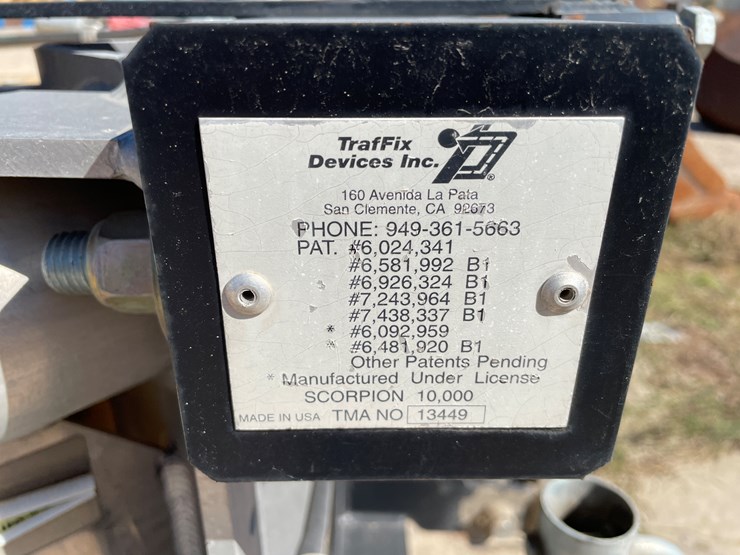 TrafFix
Devices Inc.
®
160 Avenida La Pata
San Clemente, CA 92673
PHONE: 949-361-5663
PAT. #6,024,341
#6,581,992 B1
#6,926,324 B1
#7,243,964 B1
#7,438,337 B1
* #6,092,959
* #6,481,920 B1
Other Patents Pending
* Manufactured Under License
SCORPION 10,000
MADE IN USA TMA NO 13449